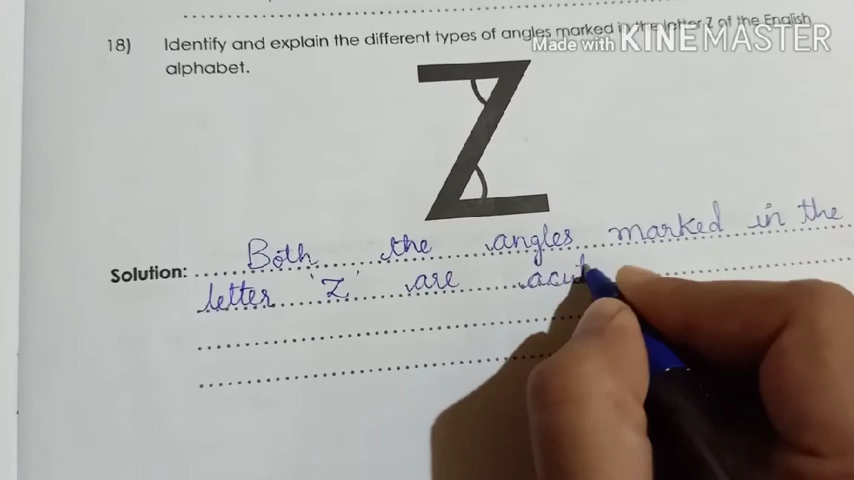 18) Identify and explain the different types of angles marked in the letter Z of the English
Made with KINEMASTER
alphabet.
Z
Solution: Both the angles marked in the
letter 'Z' are acut